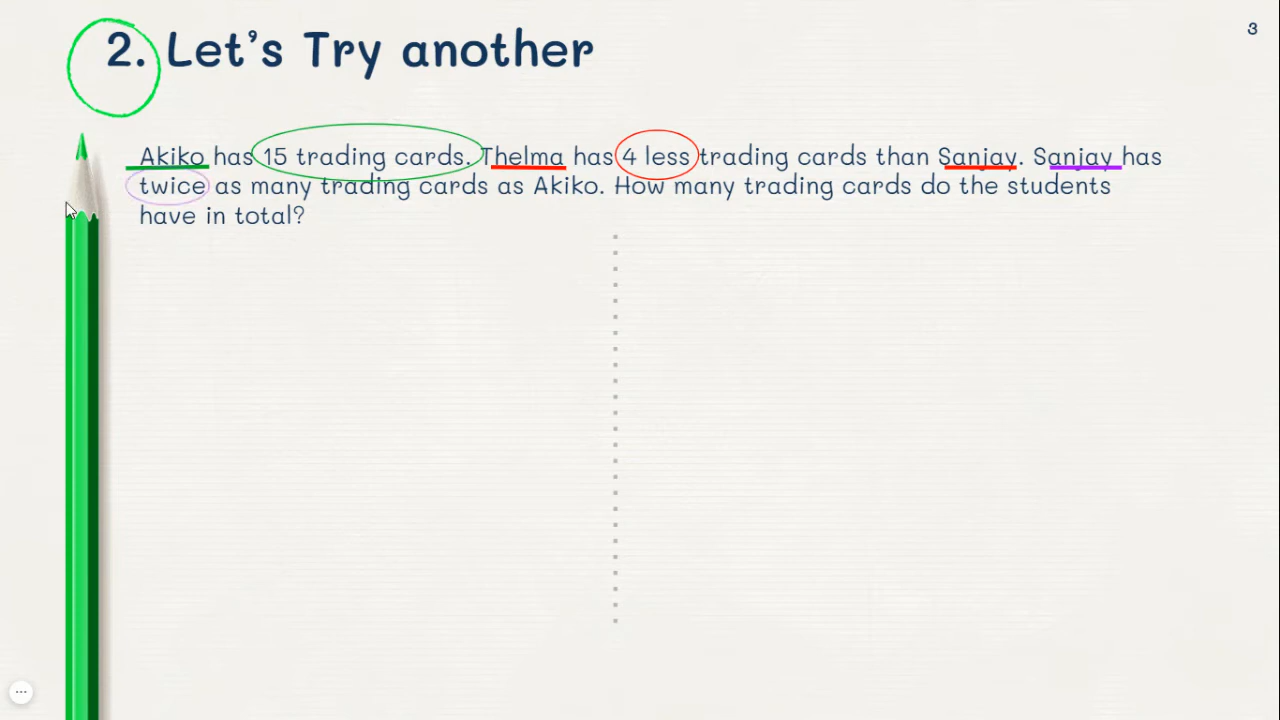 3
2. Let's Try another
Akiko has 15 trading cards. Thelma has 4 less trading cards than Sanjay. Sanjay has
twice as many trading cards as Akiko. How many trading cards do the students
have in total?